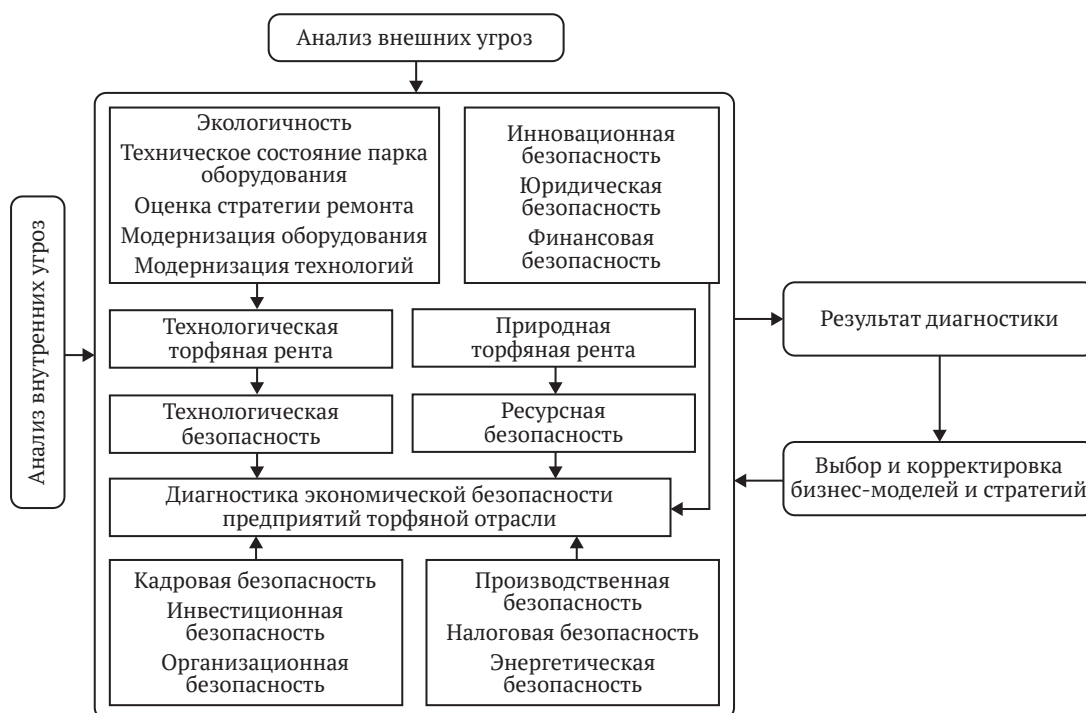 Анализ внешних угроз
Анализ внутренних угроз
Экологичность
Техническое состояние парка
оборудования
Оценка стратегии ремонта
Модернизация оборудования
Модернизация технологий
Инновационная
безопасность
Юридическая
безопасность
Финансовая
безопасность
Технологическая
торфяная рента
Природная
торфяная рента
Технологическая
безопасность
Ресурсная
безопасность
Диагностика экономической безопасности
предприятий торфяной отрасли
Кадровая безопасность
Инвестиционная
безопасность
Организационная
безопасность
Производственная
безопасность
Налоговая безопасность
Энергетическая
безопасность
Результат диагностики
Выбор и корректировка
бизнес-моделей и стратегий